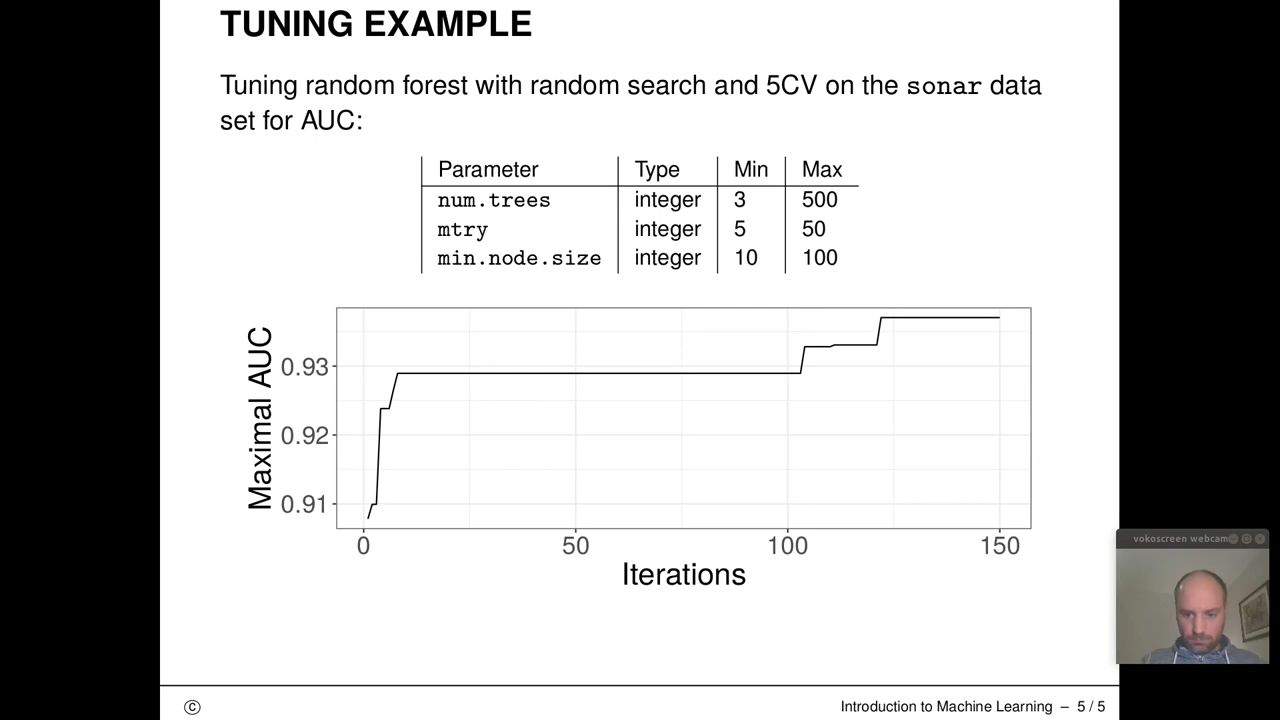 TUNING EXAMPLE
Tuning random forest with random search and 5CV on the sonar data
set for AUC:
Parameter Type Min Max
num.trees integer 3 500
mtry integer 5 50
min.node.size integer 10 100
Maximal AUC
0.93
0.92
0.91
0 50 100 150
Iterations
vokoscreen webcam
© Introduction to Machine Learning – 5 / 5